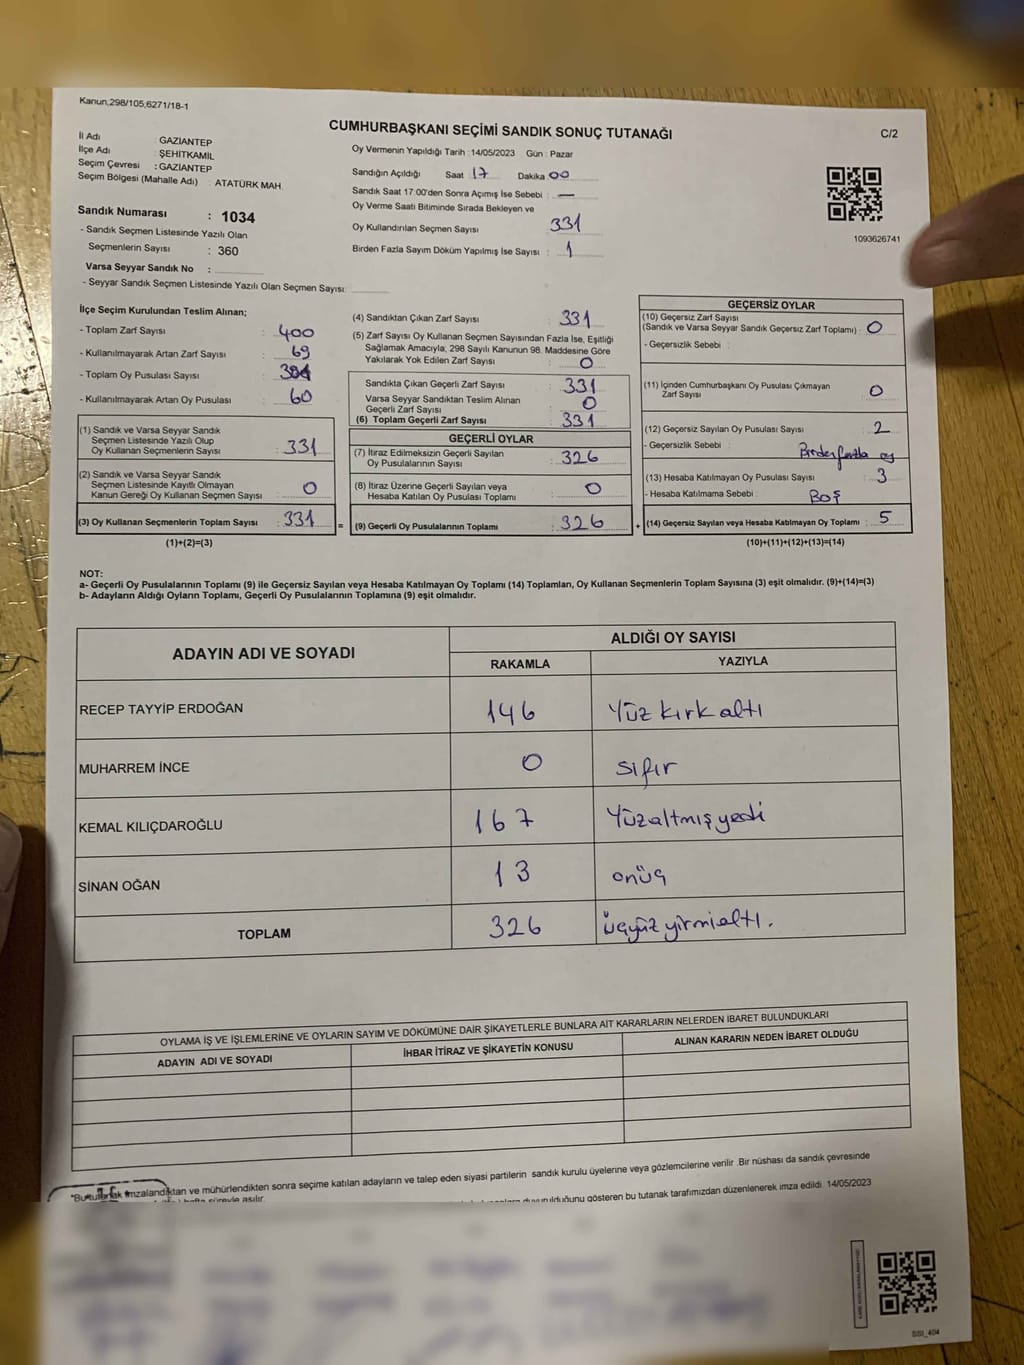 Kanun,298/105,6271/18-1
CUMHURBAŞKANI SEÇİMİ SANDIK SONUÇ TUTANAĞI
C/2
İl Adı : GAZİANTEP
İlçe Adı : ŞEHİTKAMİL
Seçim Çevresi : GAZİANTEP
Seçim Bölgesi (Mahalle Adı) : ATATÜRK MAH.
Sandık Numarası : 1034
- Sandık Seçmen Listesinde Yazılı Olan
Seçmenlerin Sayısı : 360
Varsa Seyyar Sandık No :
- Seyyar Sandık Seçmen Listesinde Yazılı Olan Seçmen Sayısı:
Oy Vermenin Yapıldığı Tarih : 14/05/2023 Gün : Pazar
Sandığın Açıldığı Saat 17 Dakika 00
Sandık Saat 17:00'den Sonra Açımış İse Sebebi : —
Oy Verme Saati Bitiminde Sırada Bekleyen ve
Oy Kullandırılan Seçmen Sayısı 331
Birden Fazla Sayım Döküm Yapılmış İse Sayısı : 1
1093626741
İlçe Seçim Kurulundan Teslim Alınan;
- Toplam Zarf Sayısı : 400
- Kullanılmayarak Artan Zarf Sayısı : 69
- Toplam Oy Pusulası Sayısı :
- Kullanılmayarak Artan Oy Pusulası : 60
(1) Sandık ve Varsa Seyyar Sandık
Seçmen Listesinde Yazılı Olup
Oy Kullanan Seçmenlerin Sayısı : 331
(2) Sandık ve Varsa Seyyar Sandık
Seçmen Listesinde Kayıtlı Olmayan
Kanun Gereği Oy Kullanan Seçmen Sayısı : 0
(3) Oy Kullanan Seçmenlerin Toplam Sayısı : 331
(1)+(2)=(3)
(4) Sandıktan Çıkan Zarf Sayısı : 331
(5) Zarf Sayısı Oy Kullanan Seçmen Sayısından Fazla İse, Eşitliği
Sağlamak Amacıyla; 298 Sayılı Kanunun 98. Maddesine Göre
Yakılarak Yok Edilen Zarf Sayısı : 0
Sandıkta Çıkan Geçerli Zarf Sayısı : 331
Varsa Seyyar Sandıktan Teslim Alınan
Geçerli Zarf Sayısı : 0
(6) Toplam Geçerli Zarf Sayısı : 331
GEÇERLİ OYLAR
(7) İtiraz Edilmeksizin Geçerli Sayılan
Oy Pusulalarının Sayısı : 326
(8) İtiraz Üzerine Geçerli Sayılan veya
Hesaba Katılan Oy Pusulası Toplamı : 0
= (9) Geçerli Oy Pusulalarının Toplamı : 326
GEÇERSİZ OYLAR
(10) Geçersiz Zarf Sayısı
(Sandık ve Varsa Seyyar Sandık Geçersiz Zarf Toplamı) : 0
- Geçersizlik Sebebi :
(11) İçinden Cumhurbaşkanı Oy Pusulası Çıkmayan
Zarf Sayısı : 0
(12) Geçersiz Sayılan Oy Pusulası Sayısı : 2
- Geçersizlik Sebebi : Birden fazla oy
(13) Hesaba Katılmayan Oy Pusulası Sayısı : 3
- Hesaba Katılmama Sebebi : Boş
+ (14) Geçersiz Sayılan veya Hesaba Katılmayan Oy Toplamı : 5
(10)+(11)+(12)+(13)=(14)
NOT:
a- Geçerli Oy Pusulalarının Toplamı (9) ile Geçersiz Sayılan veya Hesaba Katılmayan Oy Toplamı (14) Toplamları, Oy Kullanan Seçmenlerin Toplam Sayısına (3) eşit olmalıdır. (9)+(14)=(3)
b- Adayların Aldığı Oyların Toplamı, Geçerli Oy Pusulalarının Toplamına (9) eşit olmalıdır.
ADAYIN ADI VE SOYADI
ALDIĞI OY SAYISI
RAKAMLA YAZIYLA
RECEP TAYYİP ERDOĞAN 146 Yüz kırk altı
MUHARREM İNCE 0 sıfır
KEMAL KILIÇDAROĞLU 167 Yüzaltmışyedi
SİNAN OĞAN 13 onüç
TOPLAM 326 üçyüz yirmialtı.
OYLAMA İŞ VE İŞLEMLERİNE VE OYLARIN SAYIM VE DÖKÜMÜNE DAİR ŞİKAYETLERLE BUNLARA AİT KARARLARIN NELERDEN İBARET BULUNDUKLARI
ADAYIN ADI VE SOYADI İHBAR İTİRAZ VE ŞİKAYETİN KONUSU ALINAN KARARIN NEDEN İBARET OLDUĞU
"Bu tutanak imzalandıktan ve mühürlendikten sonra seçime katılan adayların ve talep eden siyasi partilerin sandık kurulu üyelerine veya gözlemcilerine verilir. Bir nüshası da sandık çevresinde
hafta süreyle asılır. duyurulduğunu gösteren bu tutanak tarafımızdan düzenlenerek imza edildi. 14/05/2023
SSI_404